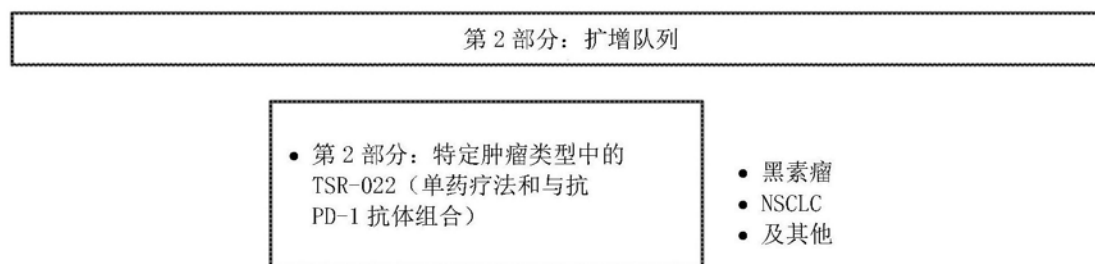 第2部分：扩增队列
• 第2部分：特定肿瘤类型中的
TSR-022（单药疗法和与抗
PD-1抗体组合）
• 黑素瘤
• NSCLC
• 及其他